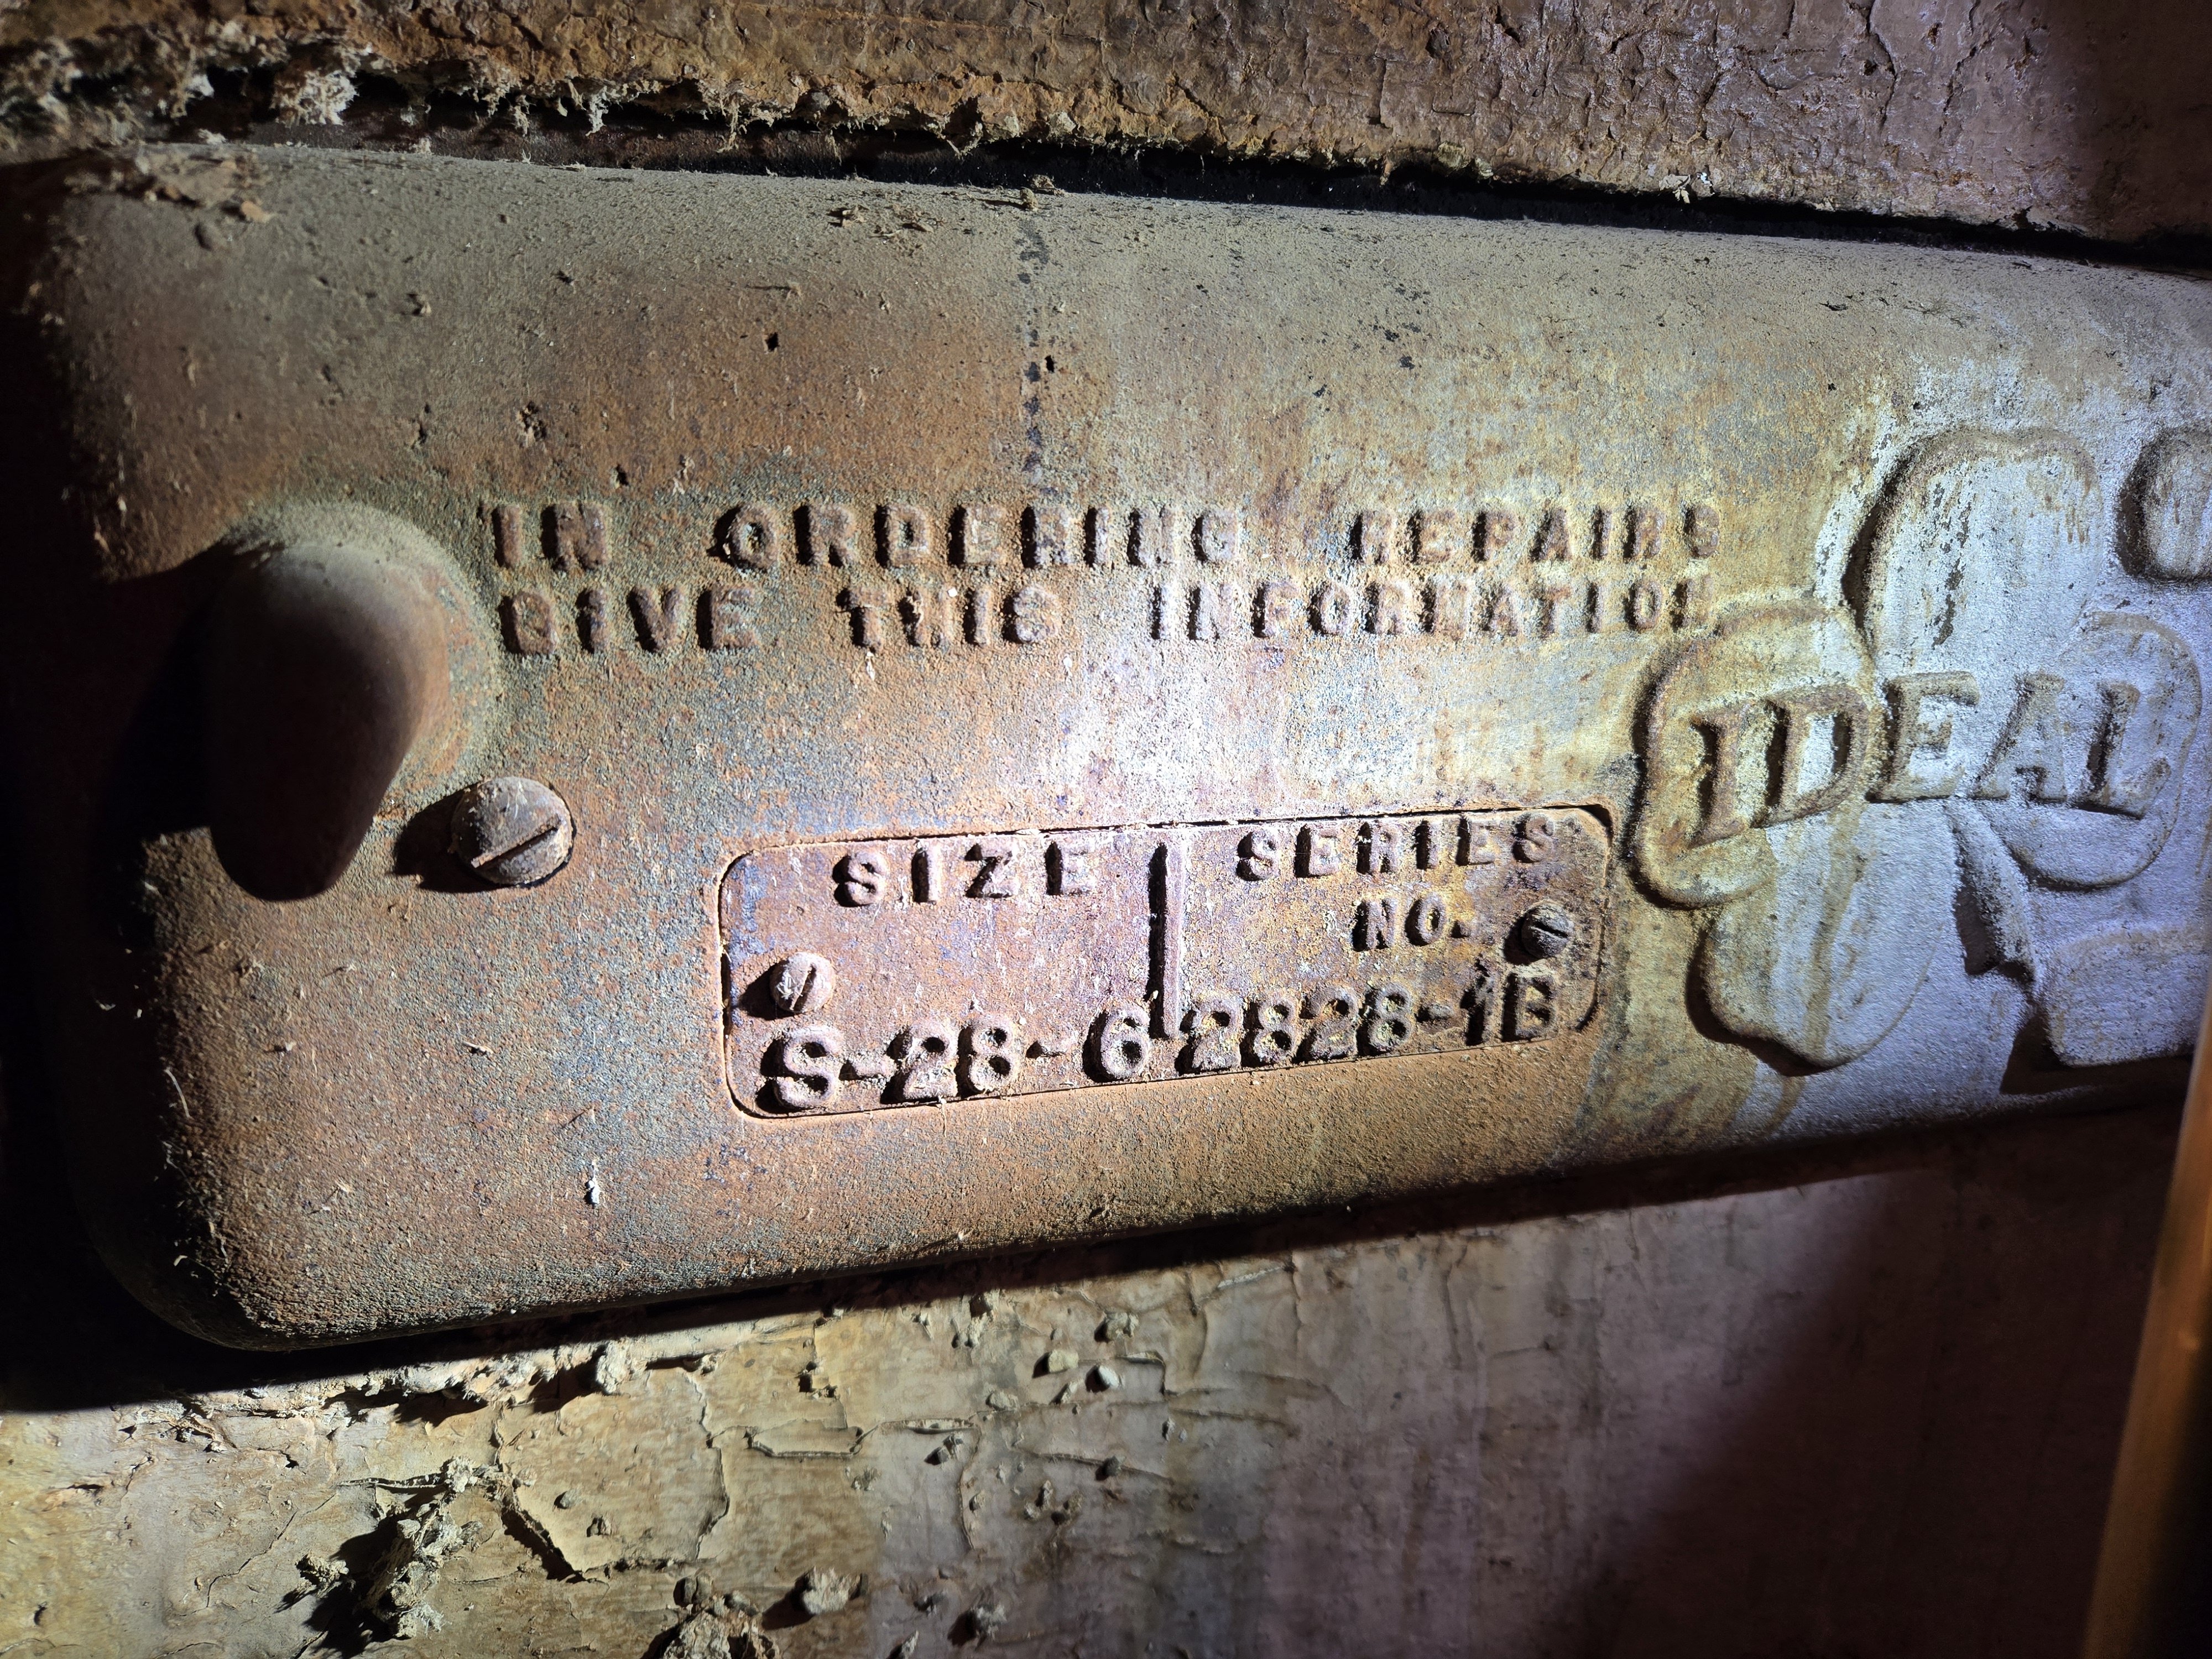 IN ORDERING REPAIRS
GIVE THIS INFORMATION
IDEAL
SIZE
SERIES
NO.
S-28-6
2828-1B